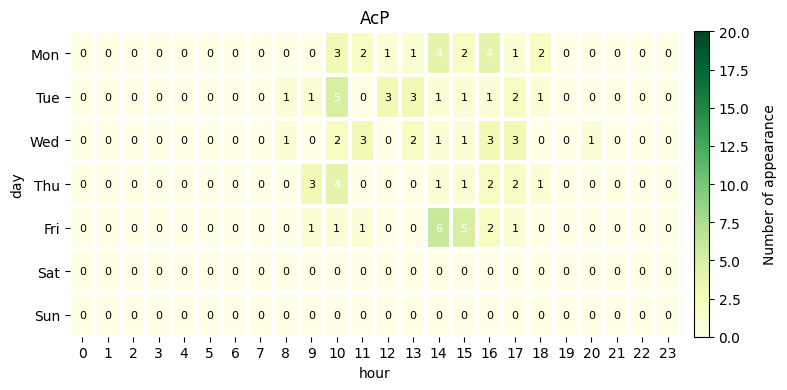 AcP
Mon 0 0 0 0 0 0 0 0 0 0 3 2 1 1 4 2 4 1 2 0 0 0 0 0
Tue 0 0 0 0 0 0 0 0 1 1 5 0 3 3 1 1 1 2 1 0 0 0 0 0
Wed 0 0 0 0 0 0 0 0 1 0 2 3 0 2 1 1 3 3 0 0 1 0 0 0
Thu 0 0 0 0 0 0 0 0 0 3 4 0 0 0 1 1 2 2 1 0 0 0 0 0
Fri 0 0 0 0 0 0 0 0 0 1 1 1 0 0 6 5 2 1 0 0 0 0 0 0
Sat 0 0 0 0 0 0 0 0 0 0 0 0 0 0 0 0 0 0 0 0 0 0 0 0
Sun 0 0 0 0 0 0 0 0 0 0 0 0 0 0 0 0 0 0 0 0 0 0 0 0
0 1 2 3 4 5 6 7 8 9 10 11 12 13 14 15 16 17 18 19 20 21 22 23
hour
day
20.0
17.5
15.0
12.5
10.0
7.5
5.0
2.5
0.0
Number of appearance